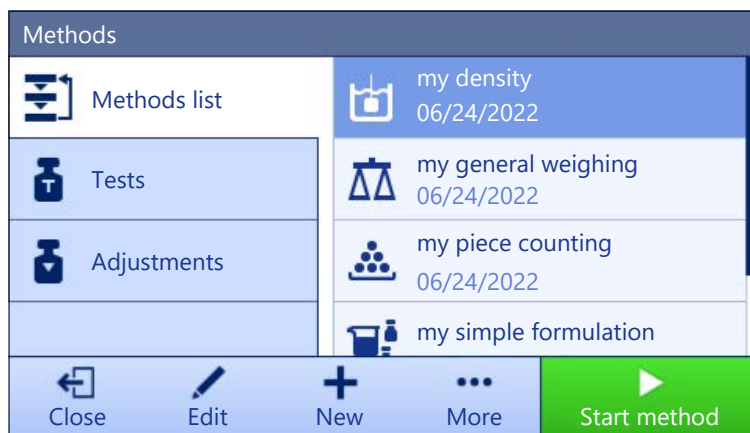 Methods
Methods list
Tests
Adjustments
my density
06/24/2022
my general weighing
06/24/2022
my piece counting
06/24/2022
my simple formulation
Close
Edit
New
More
Start method